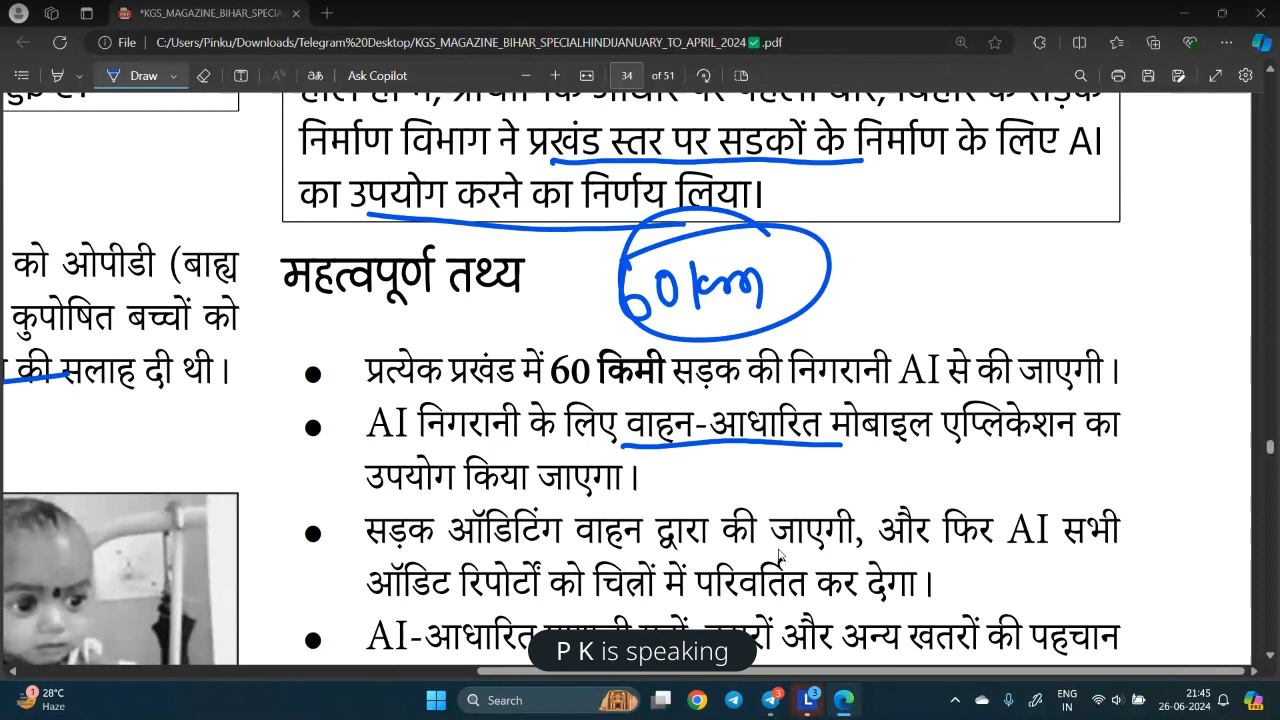 *KGS_MAGAZINE_BIHAR_SPECIA
File C:/Users/Pinku/Downloads/Telegram%20Desktop/KGS_MAGAZINE_BIHAR_SPECIALHINDIJANUARY_TO_APRIL_2024✅.pdf
Draw Ask Copilot 34 of 51
निर्माण विभाग ने प्रखंड स्तर पर सडकों के निर्माण के लिए AI
का उपयोग करने का निर्णय लिया।
को ओपीडी (बाह्य
कुपोषित बच्चों को
की सलाह दी थी।
महत्वपूर्ण तथ्य
60 km
● प्रत्येक प्रखंड में 60 किमी सड़क की निगरानी AI से की जाएगी।
● AI निगरानी के लिए वाहन-आधारित मोबाइल एप्लिकेशन का
उपयोग किया जाएगा।
● सड़क ऑडिटिंग वाहन द्वारा की जाएगी, और फिर AI सभी
ऑडिट रिपोर्टों को चित्रों में परिवर्तित कर देगा।
● AI-आधारित और अन्य खतरों की पहचान
P K is speaking
28°C
Haze
Search
ENG
IN
21:45
26-06-2024